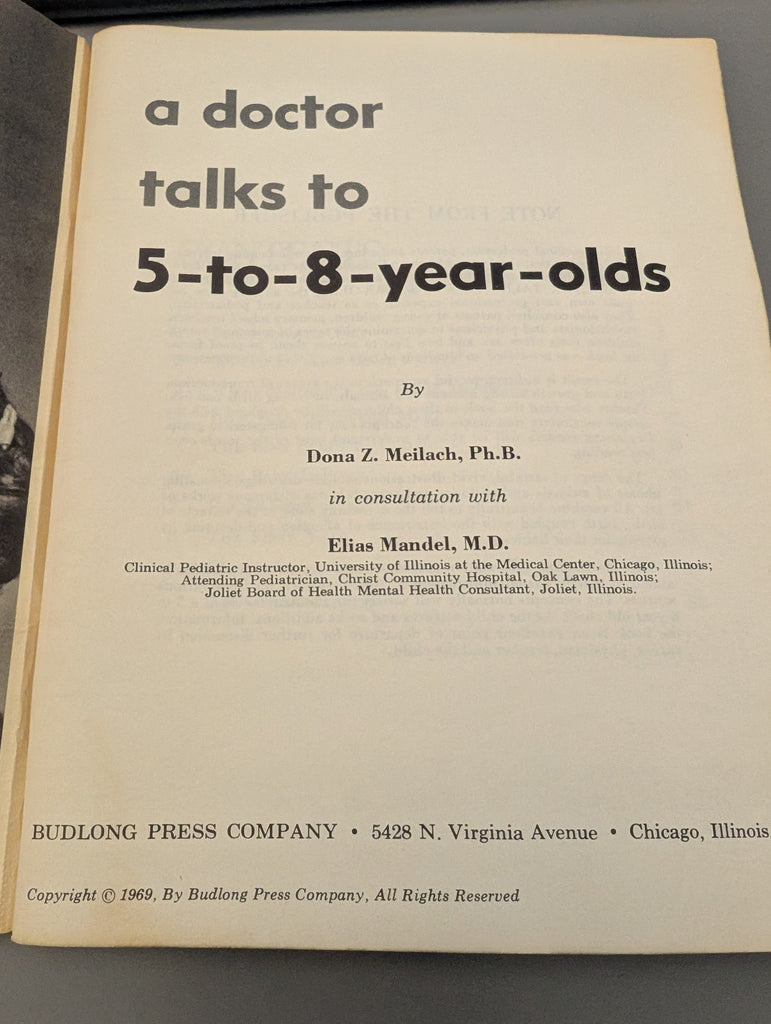 a doctor
talks to
5-to-8-year-olds
By
Dona Z. Meilach, Ph.B.
in consultation with
Elias Mandel, M.D.
Clinical Pediatric Instructor, University of Illinois at the Medical Center, Chicago, Illinois;
Attending Pediatrician, Christ Community Hospital, Oak Lawn, Illinois;
Joliet Board of Health Mental Health Consultant, Joliet, Illinois.
BUDLONG PRESS COMPANY • 5428 N. Virginia Avenue • Chicago, Illinois
Copyright © 1969, By Budlong Press Company, All Rights Reserved